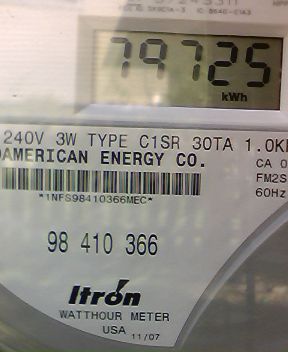 79725
kWh
240V 3W TYPE C1SR 30TA 1.0
AMERICAN ENERGY CO.
CA 0
FM2S
60Hz
*1NFS98410366MEC*
98 410 366
Itron
WATTHOUR METER
USA 11/07